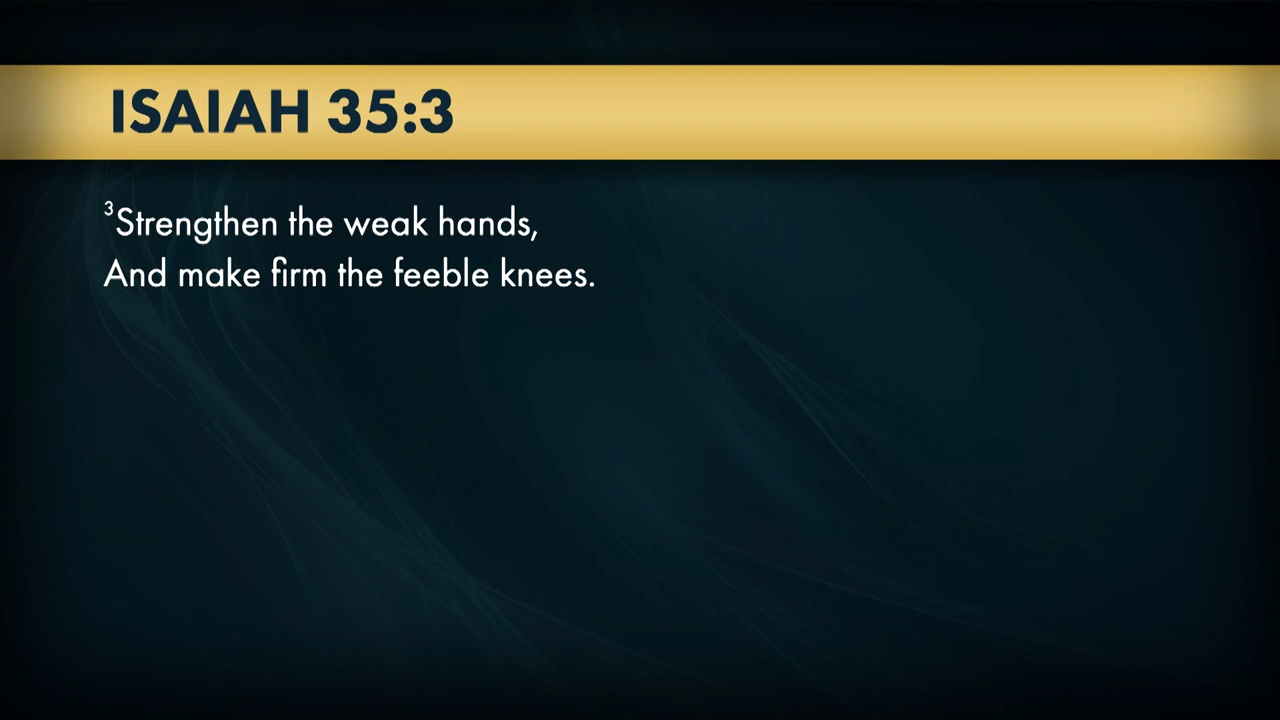 ISAIAH 35:3
³Strengthen the weak hands,
And make firm the feeble knees.